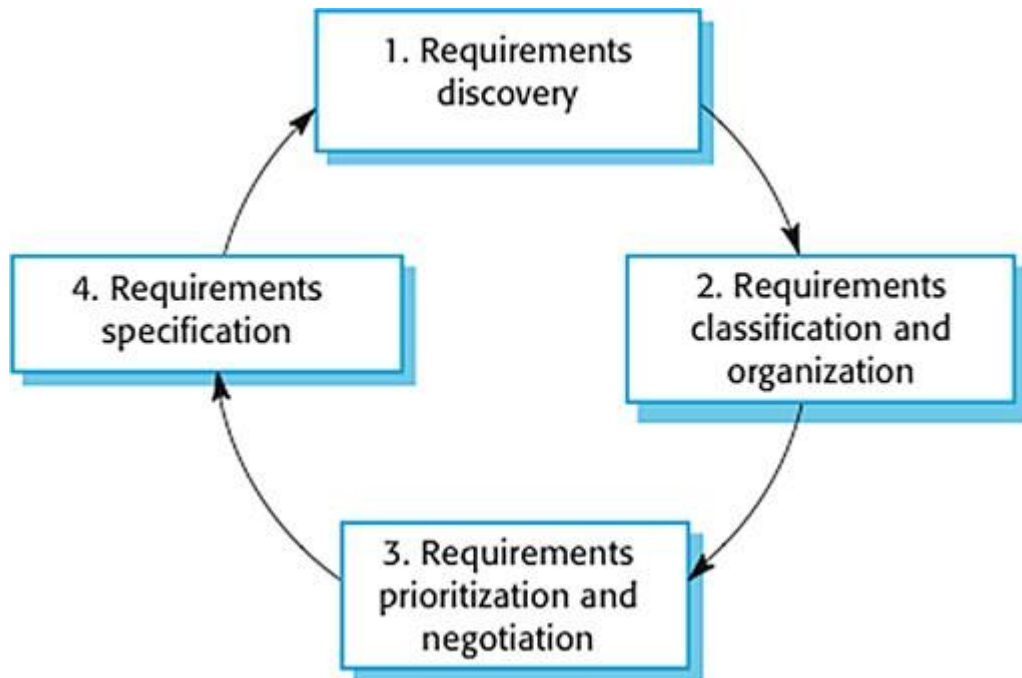 1. Requirements
discovery
2. Requirements
classification and
organization
3. Requirements
prioritization and
negotiation
4. Requirements
specification